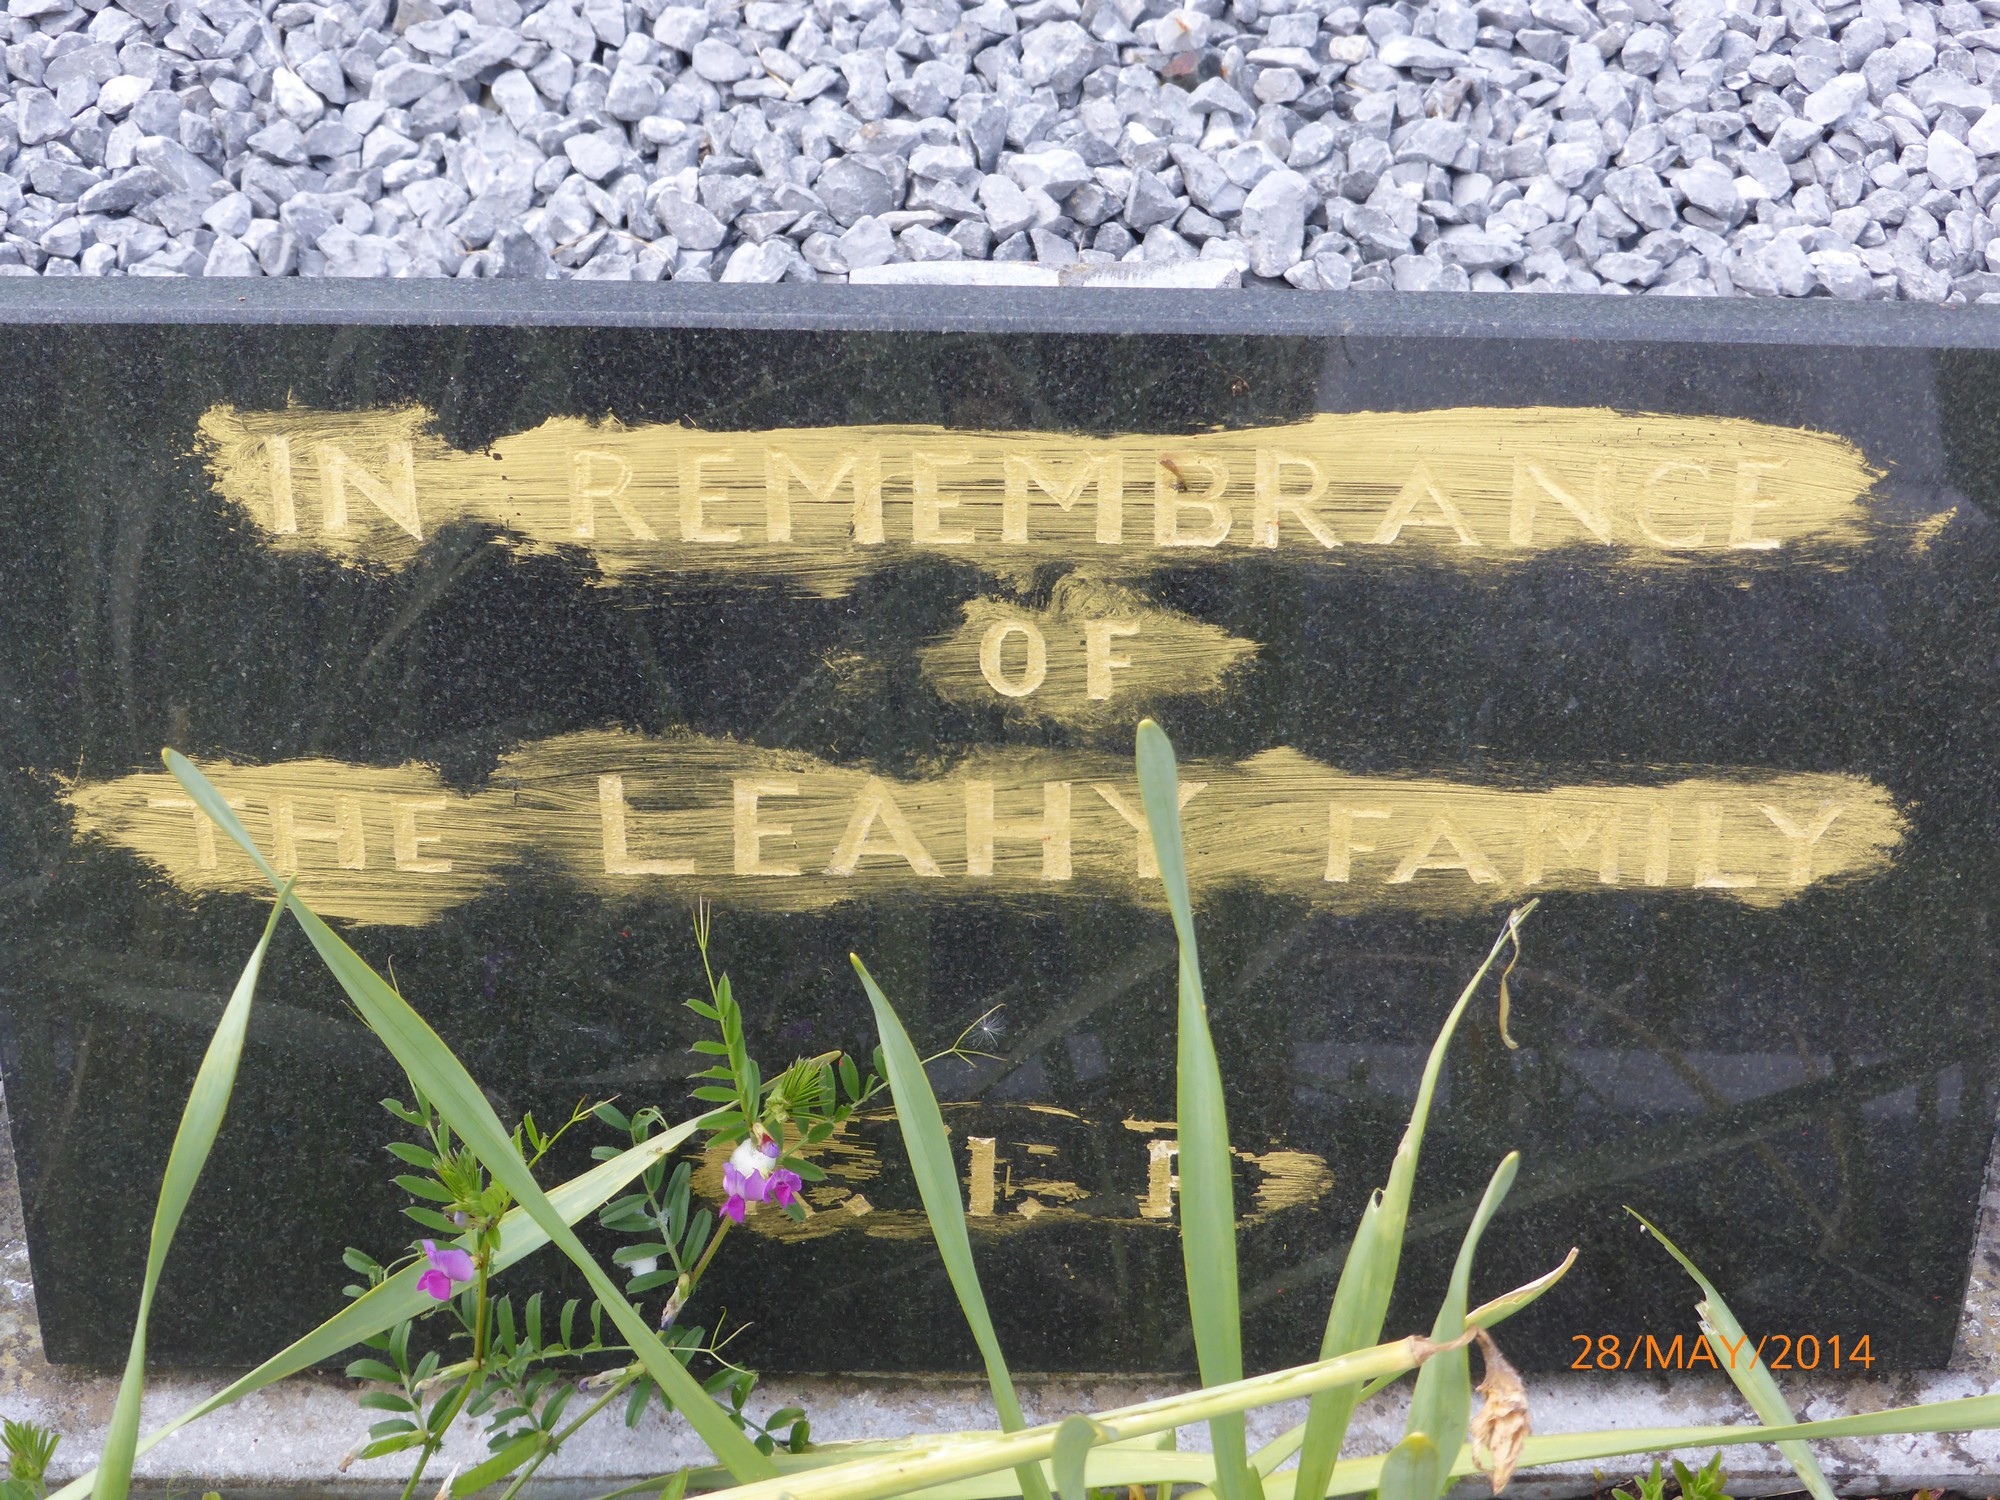 IN REMEMBRANCE
OF
THE LEAHY FAMILY
R.I.P
28/MAY/2014